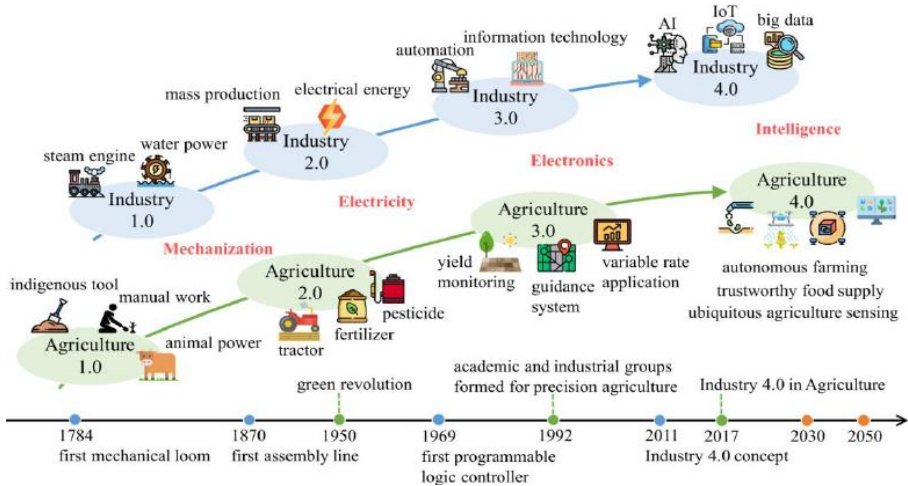 AI
IoT
big data
information technology
automation
Industry
4.0
electrical energy
mass production
Industry
3.0
Intelligence
water power
steam engine
Industry
2.0
Electronics
Industry
1.0
Electricity
Agriculture
4.0
Mechanization
Agriculture
3.0
yield
monitoring
guidance
system
variable rate
application
autonomous farming
trustworthy food supply
ubiquitous agriculture sensing
indigenous tool
manual work
Agriculture
2.0
pesticide
fertilizer
tractor
Agriculture
1.0
animal power
green revolution
academic and industrial groups
formed for precision agriculture
Industry 4.0 in Agriculture
1784
1870
1950
1969
1992
2011
2017
2030
2050
first mechanical loom
first assembly line
first programmable
logic controller
Industry 4.0 concept